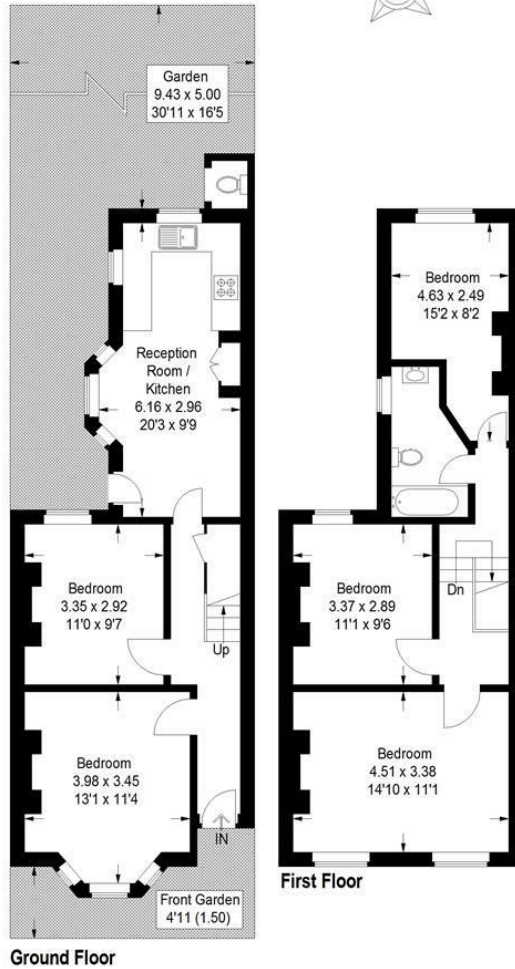 Garden
9.43 x 5.00
30'11 x 16'5
Reception
Room /
Kitchen
6.16 x 2.96
20'3 x 9'9
Bedroom
3.35 x 2.92
11'0 x 9'7
Up
Bedroom
3.98 x 3.45
13'1 x 11'4
IN
Front Garden
4'11 (1.50)
Ground Floor
Bedroom
4.63 x 2.49
15'2 x 8'2
Bedroom
3.37 x 2.89
11'1 x 9'6
Dn
Bedroom
4.51 x 3.38
14'10 x 11'1
First Floor